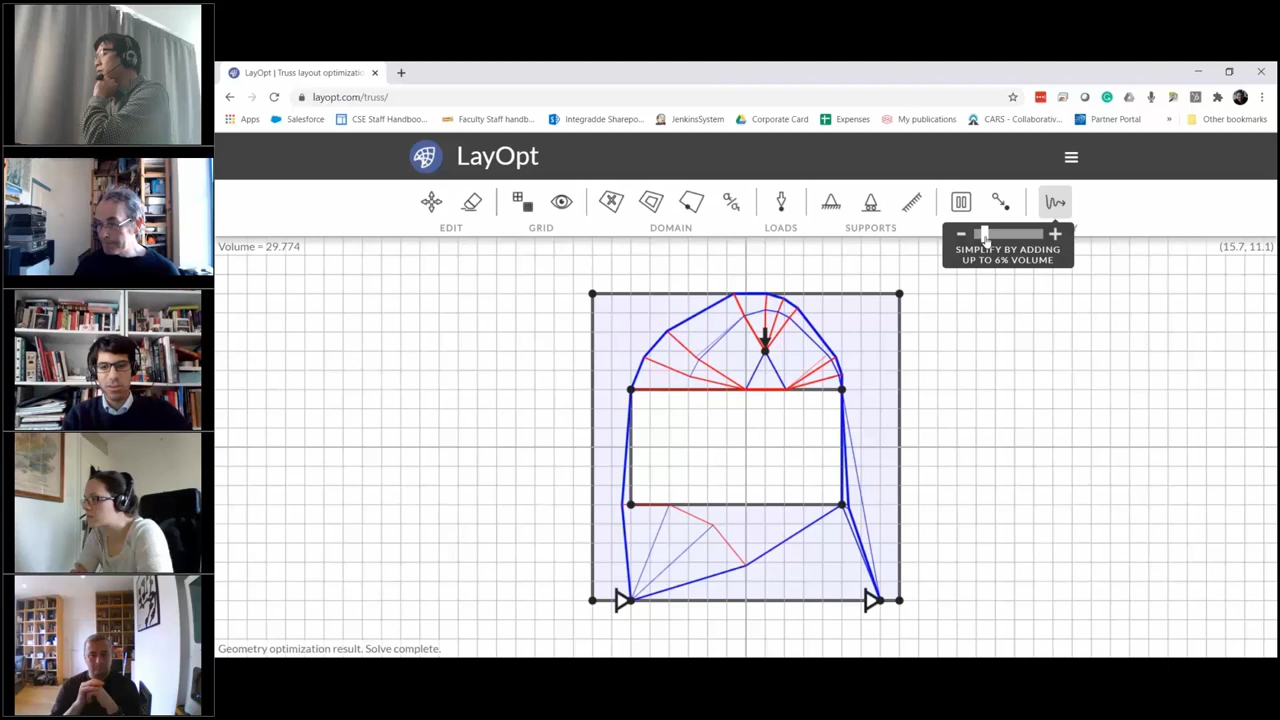 LayOpt | Truss layout optimizatio
layopt.com/truss/
Apps
Salesforce
CSE Staff Handboo...
Faculty Staff handb...
Integradde Sharepo...
JenkinsSystem
Corporate Card
Expenses
My publications
CARS - Collaborativ...
Partner Portal
»
Other bookmarks
LayOpt
EDIT
GRID
DOMAIN
LOADS
SUPPORTS
SIMPLIFY BY ADDING
UP TO 6% VOLUME
Volume = 29.774
(15.7, 11.1)
Geometry optimization result. Solve complete.